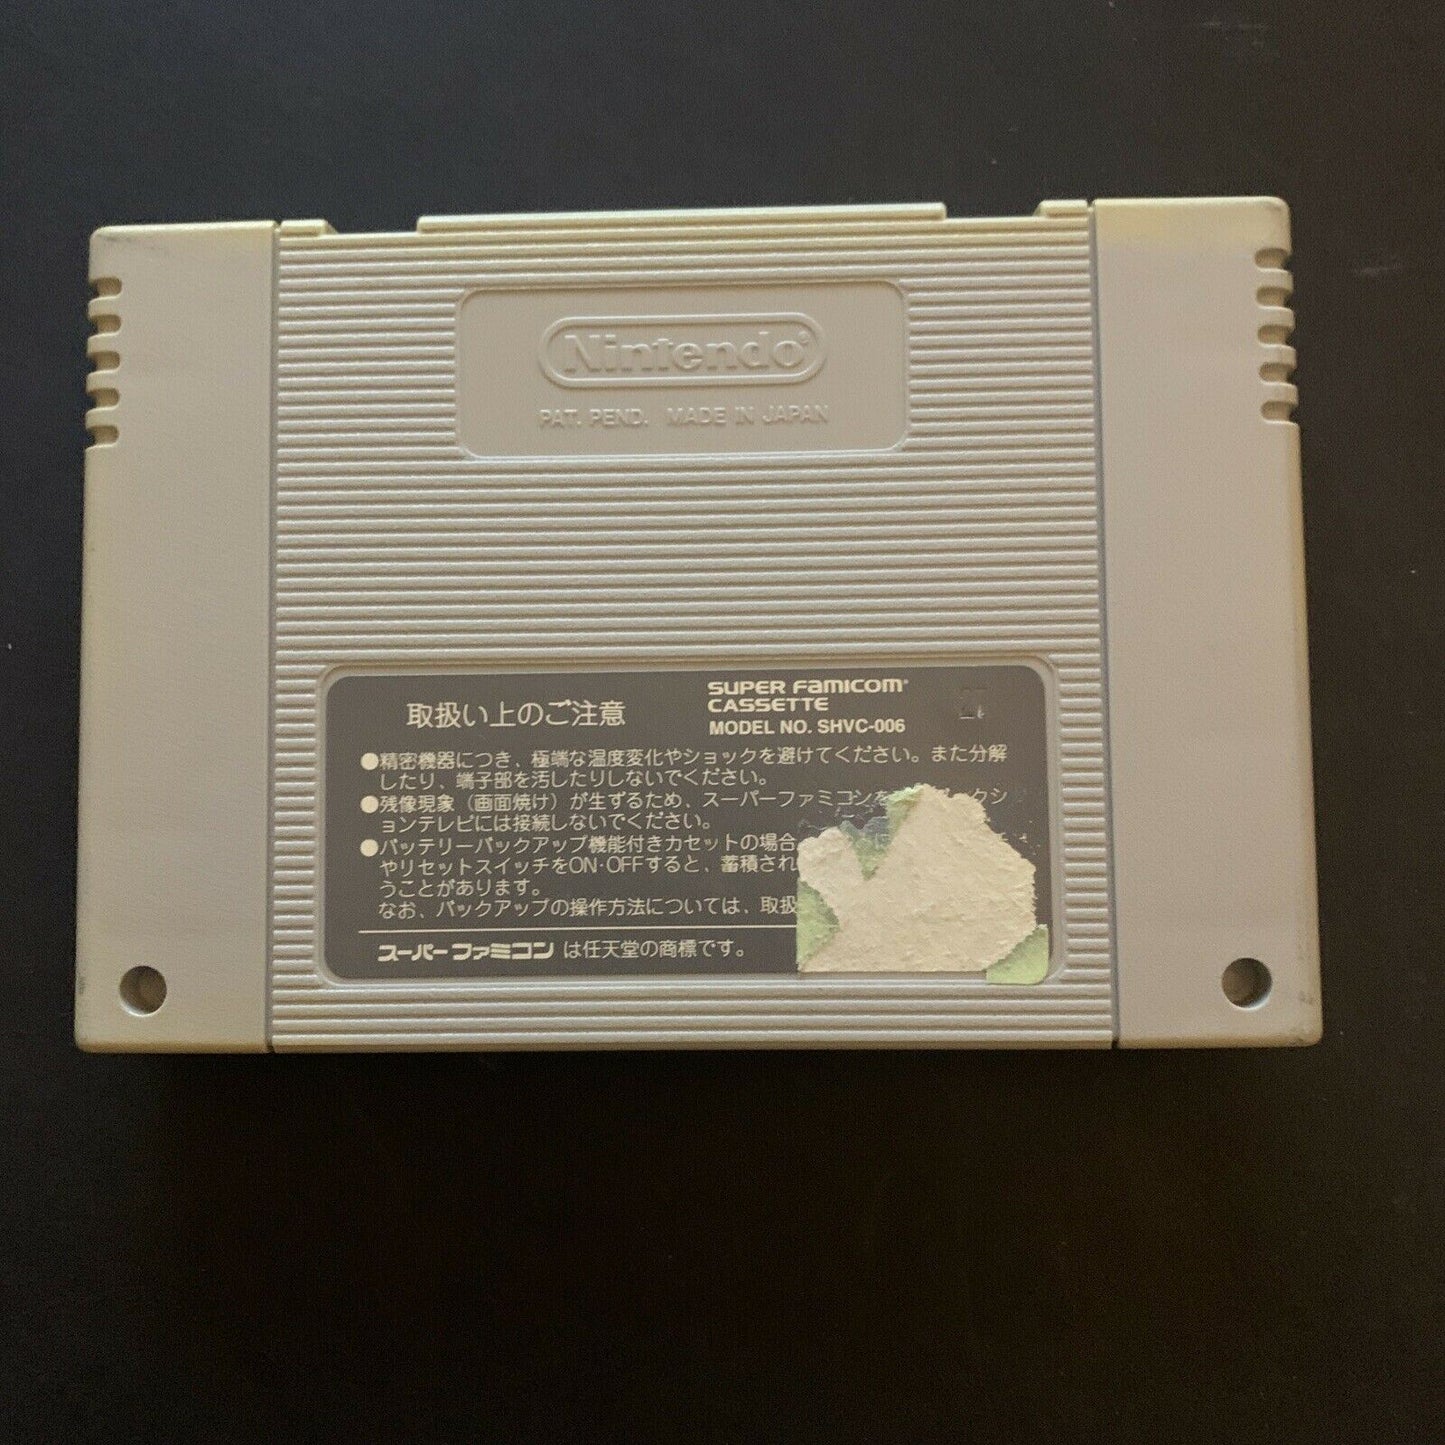 Nintendo®
PAT. PEND. MADE IN JAPAN
取扱い上のご注意
SUPER FAMICOM®
CASSETTE
MODEL NO. SHVC-006
●精密機器につき、極端な温度変化やショックを避けてください。また分解
したり、端子部を汚したりしないでください。
●残像現象（画面焼け）が生ずるため、スーパーファミコンを クシ
ョンテレビには接続しないでください。
●バッテリーバックアップ機能付きカセットの場合
やリセットスイッチをON・OFFすると、蓄積され
うことがあります。
なお、バックアップの操作方法については、取扱
スーパーファミコン は任天堂の商標です。